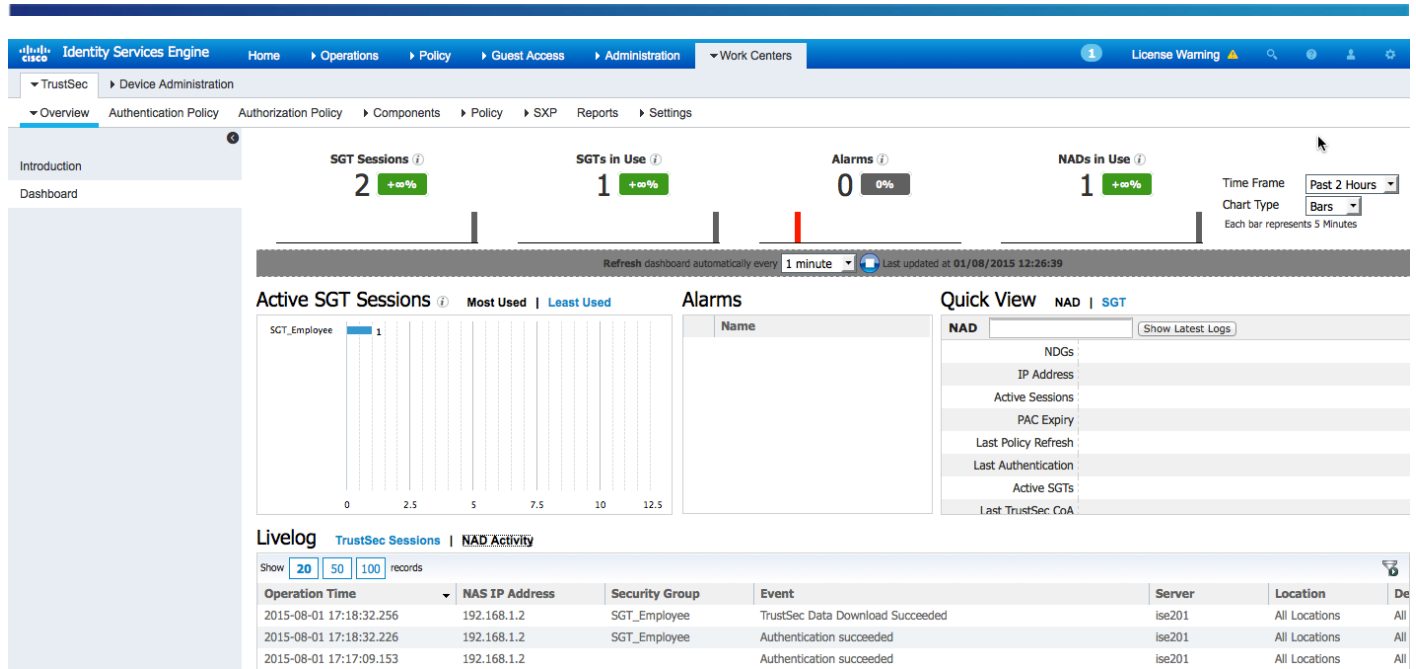 cisco Identity Services Engine Home Operations Policy Guest Access Administration Work Centers 1 License Warning
TrustSec Device Administration
Overview Authentication Policy Authorization Policy Components Policy SXP Reports Settings
Introduction
Dashboard
SGT Sessions
2 +∞%
SGTs in Use
1 +∞%
Alarms
0 0%
NADs in Use
1 +∞%
Time Frame Past 2 Hours
Chart Type Bars
Each bar represents 5 Minutes
Refresh dashboard automatically every 1 minute Last updated at 01/08/2015 12:26:39
Active SGT Sessions Most Used | Least Used
SGT_Employee 1
0 2.5 5 7.5 10 12.5
Alarms
Name
Quick View NAD | SGT
NAD Show Latest Logs
NDGs
IP Address
Active Sessions
PAC Expiry
Last Policy Refresh
Last Authentication
Active SGTs
Last TrustSec CoA
Livelog TrustSec Sessions | NAD Activity
Show 20 50 100 records
Operation Time NAS IP Address Security Group Event Server Location De
2015-08-01 17:18:32.256 192.168.1.2 SGT_Employee TrustSec Data Download Succeeded ise201 All Locations All
2015-08-01 17:18:32.226 192.168.1.2 SGT_Employee Authentication succeeded ise201 All Locations All
2015-08-01 17:17:09.153 192.168.1.2 Authentication succeeded ise201 All Locations All